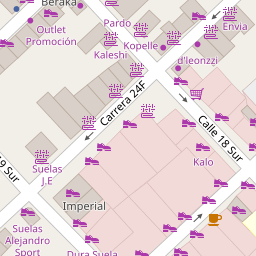 Beraka
Pardo
Outlet
Promoción
Kaleshi
Kopelle
Envia
d'leonzzi
Carrera 24F
Calle 18 Sur
Kalo
9 Sur
Suelas
J.E
Imperial
Suelas
Alejandro
Sport
Dura Suela